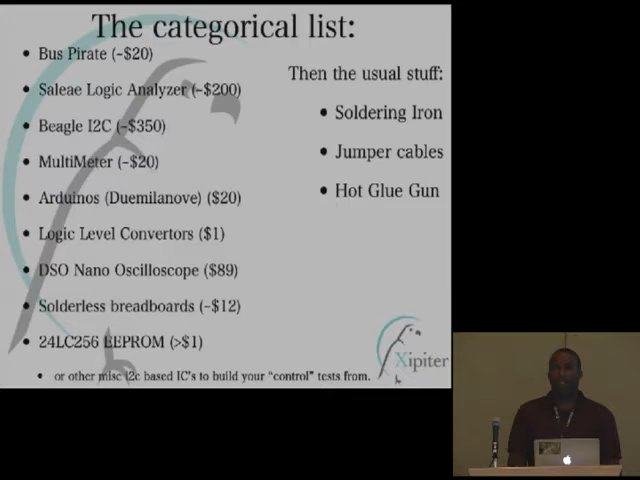 The categorical list:
• Bus Pirate (~$20)
• Saleae Logic Analyzer (~$200)
• Beagle I2C (~$350)
• MultiMeter (~$20)
• Arduinos (Duemilanove) ($20)
• Logic Level Convertors ($1)
• DSO Nano Oscilloscope ($89)
• Solderless breadboards (~$12)
• 24LC256 EEPROM (>$1)
• or other misc i2c based IC's to build your "control" tests from.
Then the usual stuff:
• Soldering Iron
• Jumper cables
• Hot Glue Gun
Xipiter